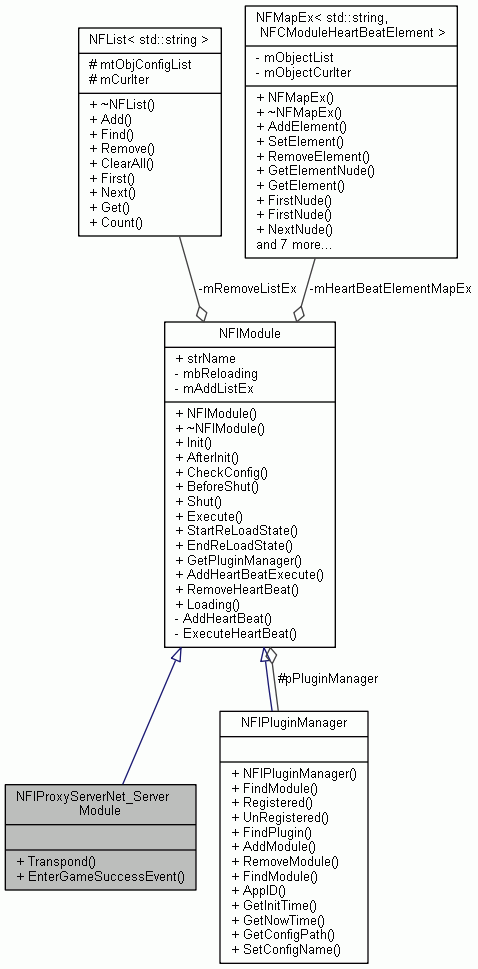 NFList< std::string >
# mtObjConfigList
# mCurIter
+ ~NFList()
+ Add()
+ Find()
+ Remove()
+ ClearAll()
+ First()
+ Next()
+ Get()
+ Count()
NFMapEx< std::string,
NFCModuleHeartBeatElement >
- mObjectList
- mObjectCurIter
+ NFMapEx()
+ ~NFMapEx()
+ AddElement()
+ SetElement()
+ RemoveElement()
+ GetElementNude()
+ GetElement()
+ FirstNude()
+ FirstNude()
+ NextNude()
and 7 more...
-mRemoveListEx
-mHeartBeatElementMapEx
NFIModule
+ strName
- mbReloading
- mAddListEx
+ NFIModule()
+ ~NFIModule()
+ Init()
+ AfterInit()
+ CheckConfig()
+ BeforeShut()
+ Shut()
+ Execute()
+ StartReLoadState()
+ EndReLoadState()
+ GetPluginManager()
+ AddHeartBeatExecute()
+ RemoveHeartBeat()
+ Loading()
- AddHeartBeat()
- ExecuteHeartBeat()
#pPluginManager
NFIProxyServerNet_Server
Module
+ Transpond()
+ EnterGameSuccessEvent()
NFIPluginManager
+ NFIPluginManager()
+ FindModule()
+ Registered()
+ UnRegistered()
+ FindPlugin()
+ AddModule()
+ RemoveModule()
+ FindModule()
+ AppID()
+ GetInitTime()
+ GetNowTime()
+ GetConfigPath()
+ SetConfigName()